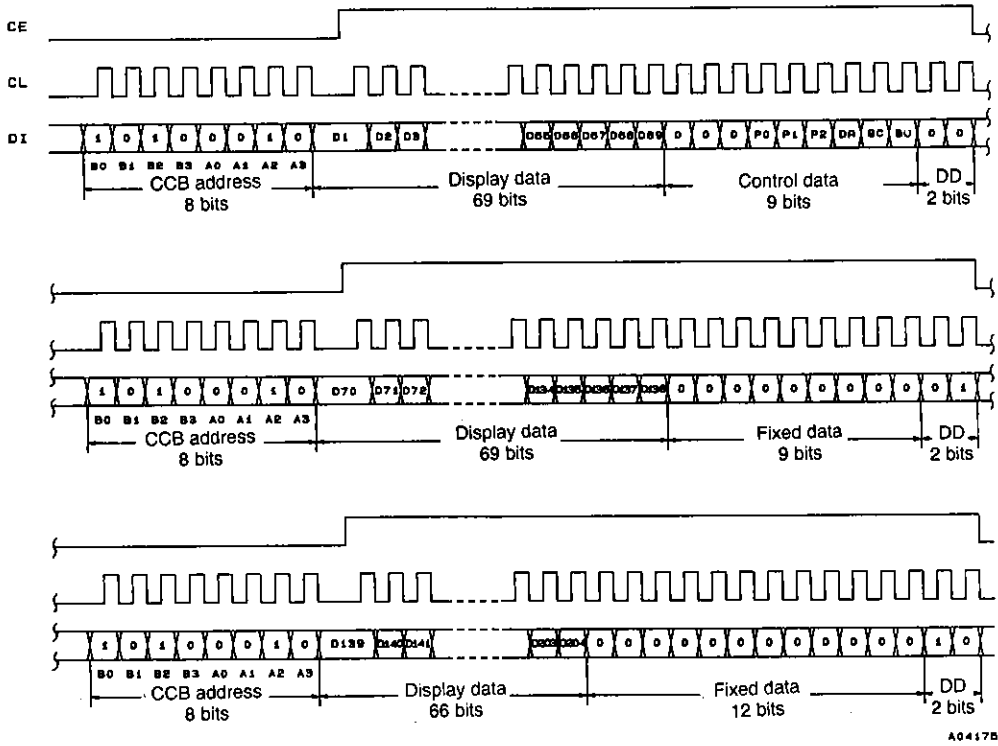 CE
CL
DI 1 0 1 0 0 0 1 0 D1 D2 D3 D65 D66 D67 D68 D69 0 0 0 P0 P1 P2 DR SC BU 0 0
B0 B1 B2 B3 A0 A1 A2 A3
CCB address Display data Control data DD
8 bits 69 bits 9 bits 2 bits
1 0 1 0 0 0 1 0 D70 D71 D72 D134 D135 D136 D137 D138 0 0 0 0 0 0 0 0 0 0 1
B0 B1 B2 B3 A0 A1 A2 A3
CCB address Display data Fixed data DD
8 bits 69 bits 9 bits 2 bits
1 0 1 0 0 0 1 0 D139 D140 D141 D203 D204 0 0 0 0 0 0 0 0 0 0 0 0 1 0
B0 B1 B2 B3 A0 A1 A2 A3
CCB address Display data Fixed data DD
8 bits 66 bits 12 bits 2 bits
A04175